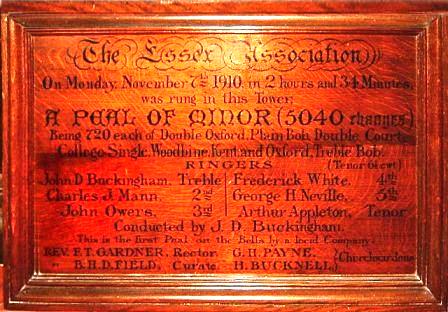 The Essex Association
On Monday, November 7th 1910, in 2 hours and 34 Minutes,
was rung in this Tower:
A PEAL OF MINOR (5040 changes)
Being 720 each of Double Oxford, Plain Bob, Double Court,
College Single, Woodbine, Kent and Oxford, Treble Bob.
RINGERS (Tenor 16 cwt)
John D Buckingham. Treble Frederick White. 4th
Charles J. Mann. 2nd George H. Neville, 5th
John Owers. 3rd Arthur Appleton, Tenor
Conducted by J. D. Buckingham.
This is the first Peal on the Bells by a local Company.
REV. F. T. GARDNER, Rector. G. H. PAYNE, } Churchwardens
" B. H. D. FIELD, Curate. H. BUCKNELL,